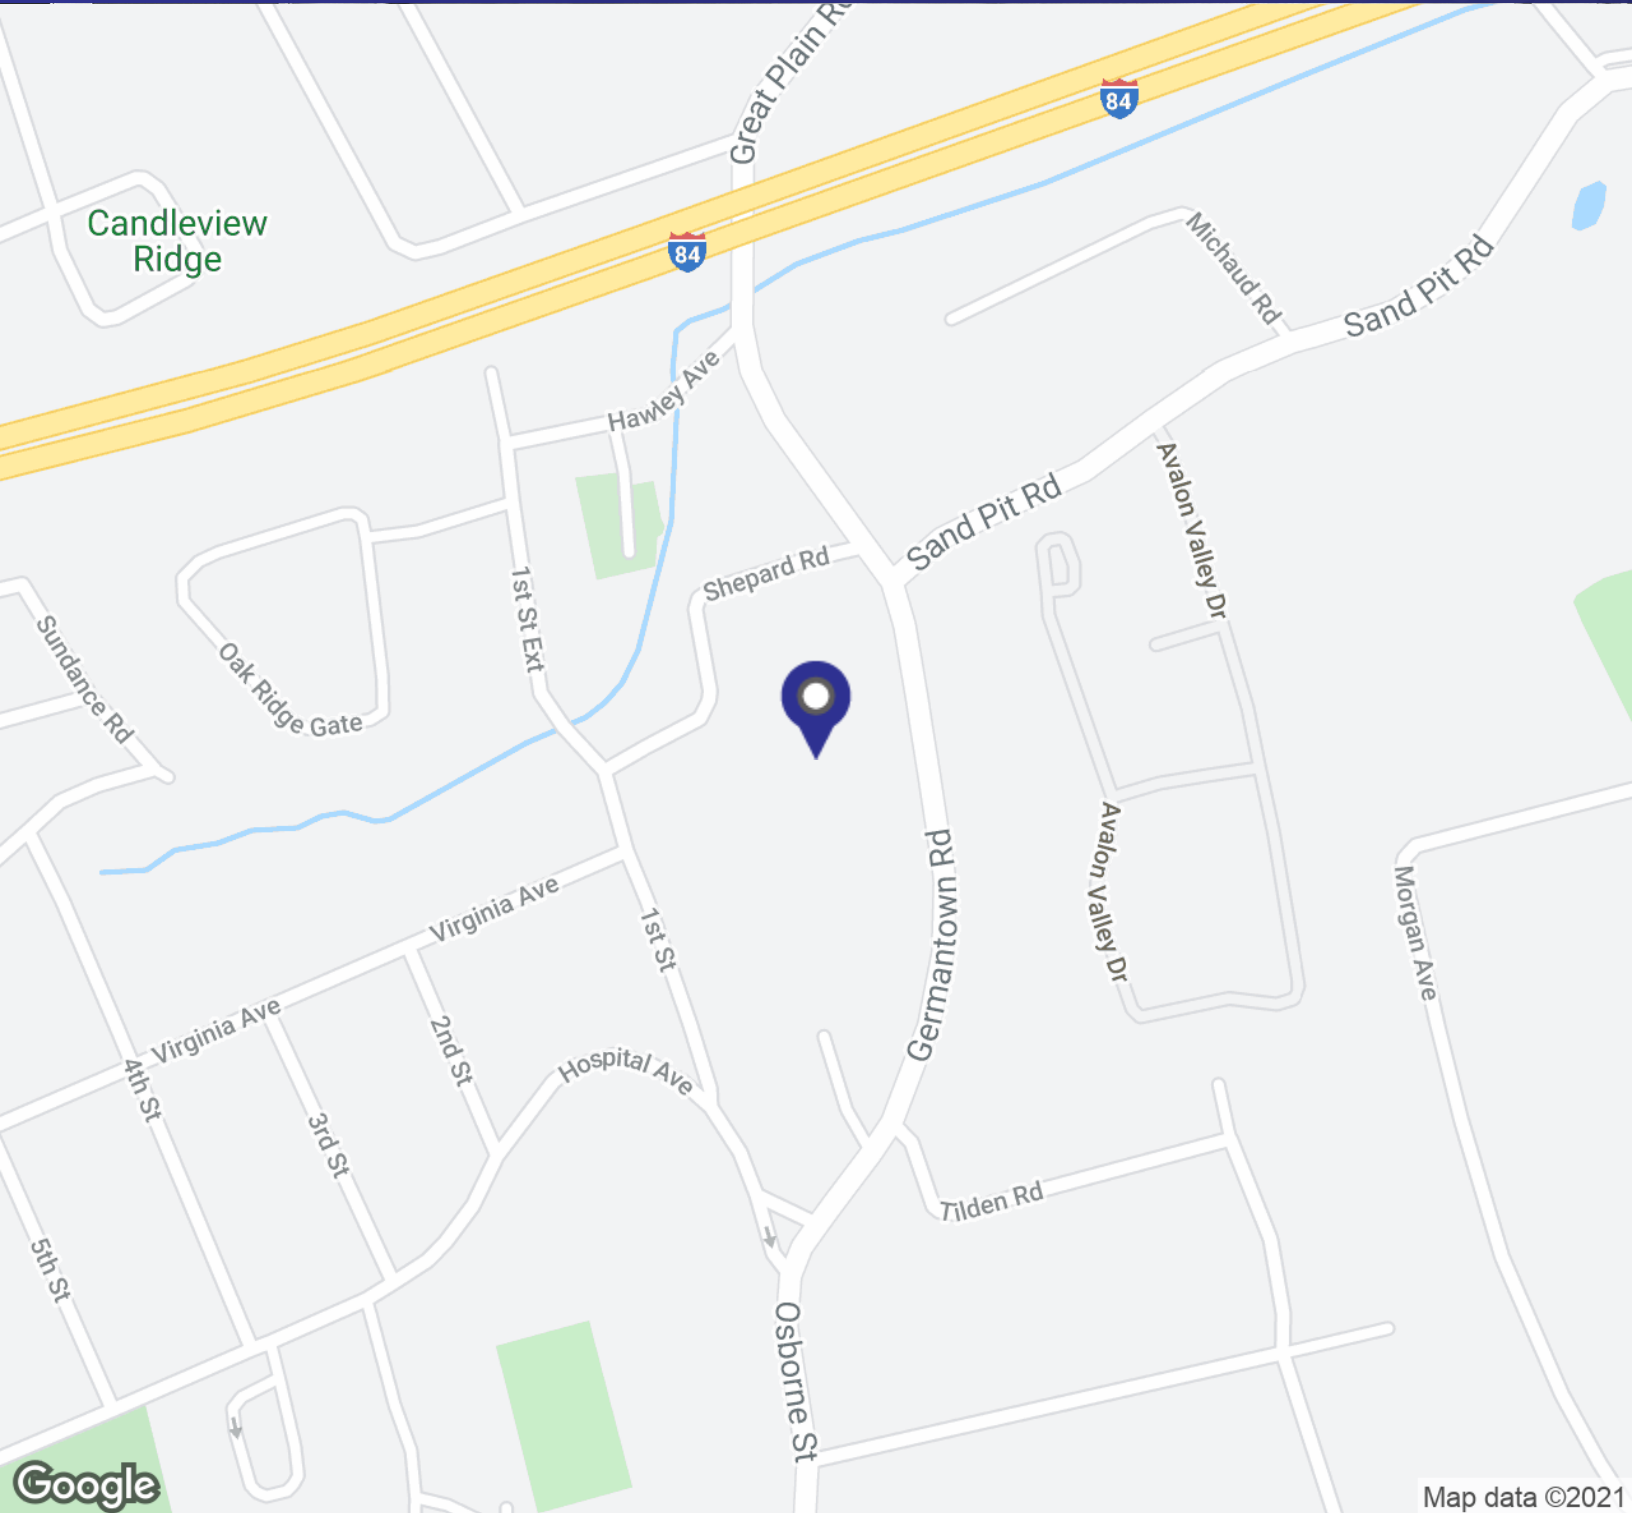 Great Plain Rd
84
84
Candleview
Ridge
Michaud Rd
Sand Pit Rd
Hawley Ave
Avalon Valley Dr
Sand Pit Rd
Shepard Rd
1st St Ext
Sundance Rd
Oak Ridge Gate
Germantown Rd
Avalon Valley Dr
Morgan Ave
Virginia Ave
1st St
Virginia Ave
2nd St
Hospital Ave
4th St
3rd St
Tilden Rd
5th St
Osborne St
Google
Map data ©2021